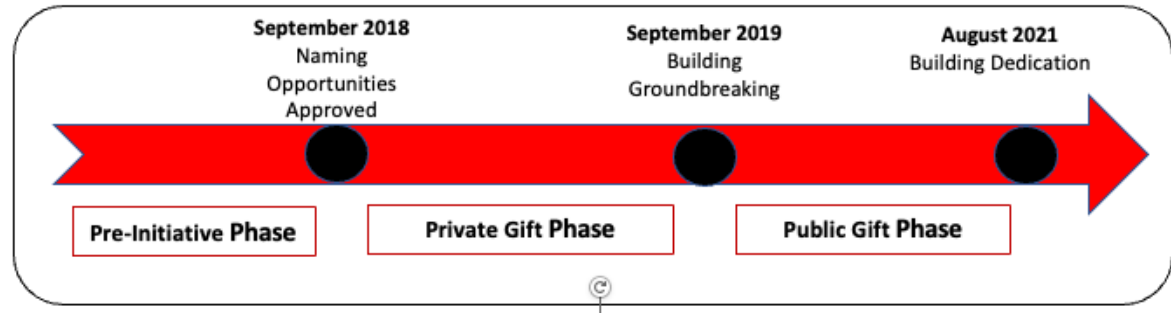 September 2018
Naming
Opportunities
Approved
September 2019
Building
Groundbreaking
August 2021
Building Dedication
Pre-Initiative Phase
Private Gift Phase
Public Gift Phase